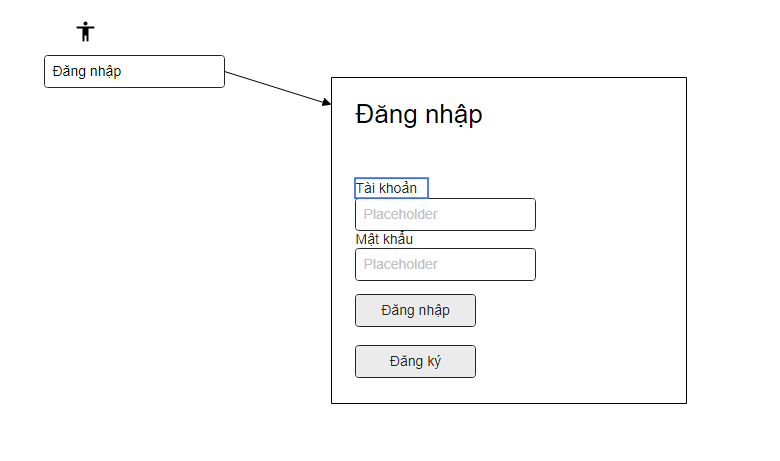 Đăng nhập
Đăng nhập
Tài khoản
Placeholder
Mật khẩu
Placeholder
Đăng nhập
Đăng ký